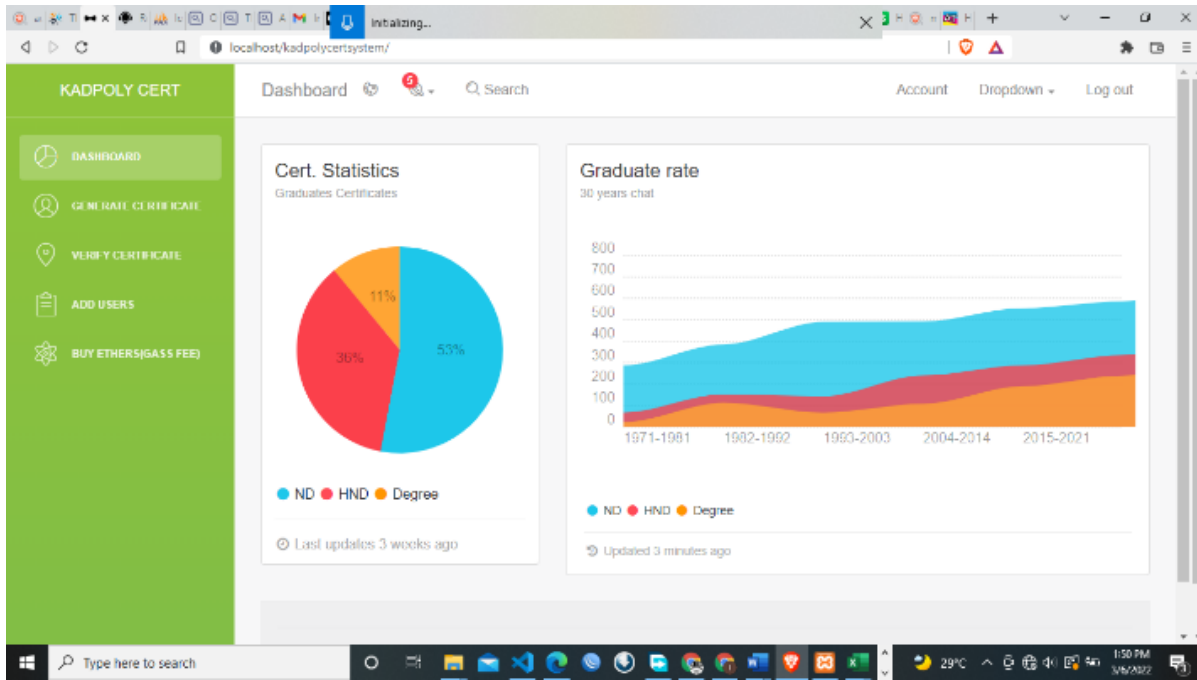 Initializing...
localhost/kadpolycertsystem/
KADPOLY CERT
Dashboard
5
Search
Account
Dropdown
Log out
DASHBOARD
GENERATE CERTIFICATE
VERIFY CERTIFICATE
ADD USERS
BUY ETHERS(GASS FEE)
Cert. Statistics
Graduates Certificates
11%
36%
53%
ND HND Degree
Last updates 3 weeks ago
Graduate rate
30 years chat
800
700
600
500
400
300
200
100
0
1971-1981 1982-1992 1993-2003 2004-2014 2015-2021
ND HND Degree
Updated 3 minutes ago
Type here to search
29°C
1:50 PM
3/6/2022